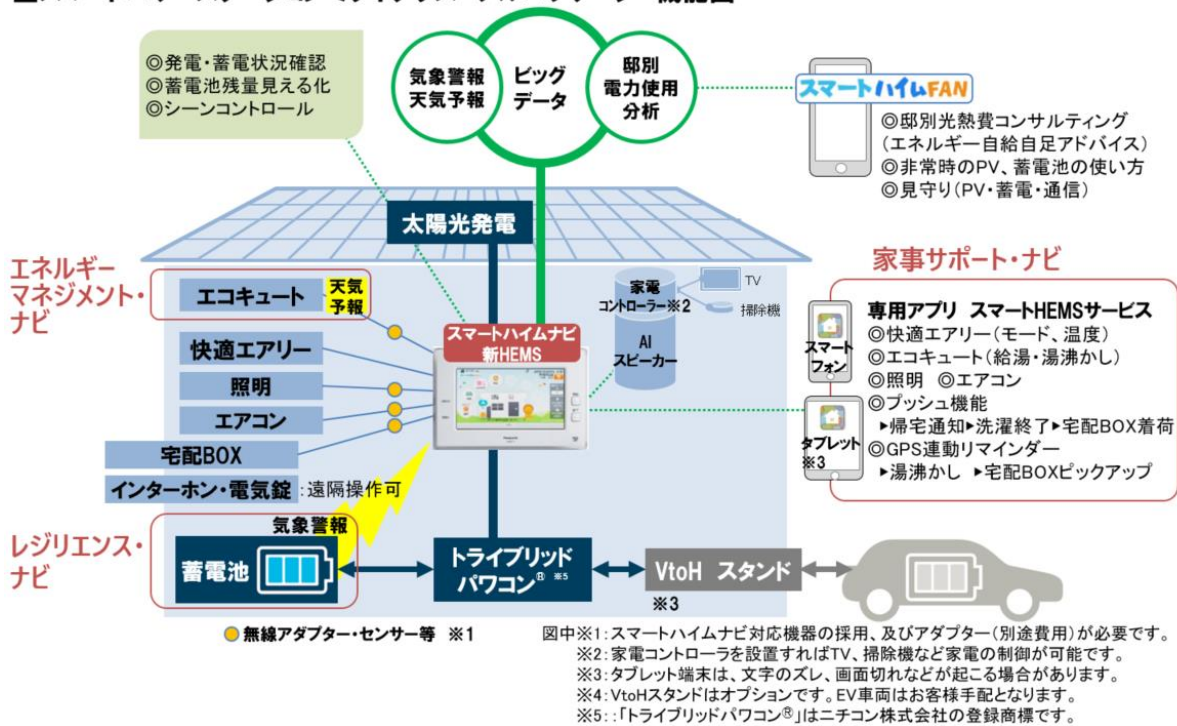 ◎発電・蓄電状況確認
◎蓄電池残量見える化
◎シーンコントロール
気象警報
天気予報
ビッグ
データ
邸別
電力使用
分析
スマートハイムFAN
◎邸別光熱費コンサルティング
(エネルギー自給自足アドバイス)
◎非常時のPV、蓄電池の使い方
◎見守り(PV・蓄電・通信)
太陽光発電
エネルギー
マネジメント・
ナビ
エコキュート
天気
予報
快適エアリー
照明
エアコン
宅配BOX
インターホン・電気錠:遠隔操作可
スマートハイムナビ
新HEMS
家電
コントローラー※2
AI
スピーカー
TV
掃除機
家事サポート・ナビ
専用アプリ スマートHEMSサービス
スマート
フォン
◎快適エアリー(モード、温度)
◎エコキュート(給湯・湯沸かし)
◎照明 ◎エアコン
◎プッシュ機能
▶帰宅通知▶洗濯終了▶宅配BOX着荷
タブレット
※3
◎GPS連動リマインダー
▶湯沸かし ▶宅配BOXピックアップ
レジリエンス・
ナビ
気象警報
蓄電池
トライブリッド
パワコン® ※5
VtoH スタンド
※3
無線アダプター・センサー等 ※1
図中※1:スマートハイムナビ対応機器の採用、及びアダプター(別途費用)が必要です。
※2:家電コントローラを設置すればTV、掃除機など家電の制御が可能です。
※3:タブレット端末は、文字のズレ、画面切れなどが起こる場合があります。
※4:VtoHスタンドはオプションです。EV車両はお客様手配となります。
※5::「トライブリッドパワコン®」はニチコン株式会社の登録商標です。